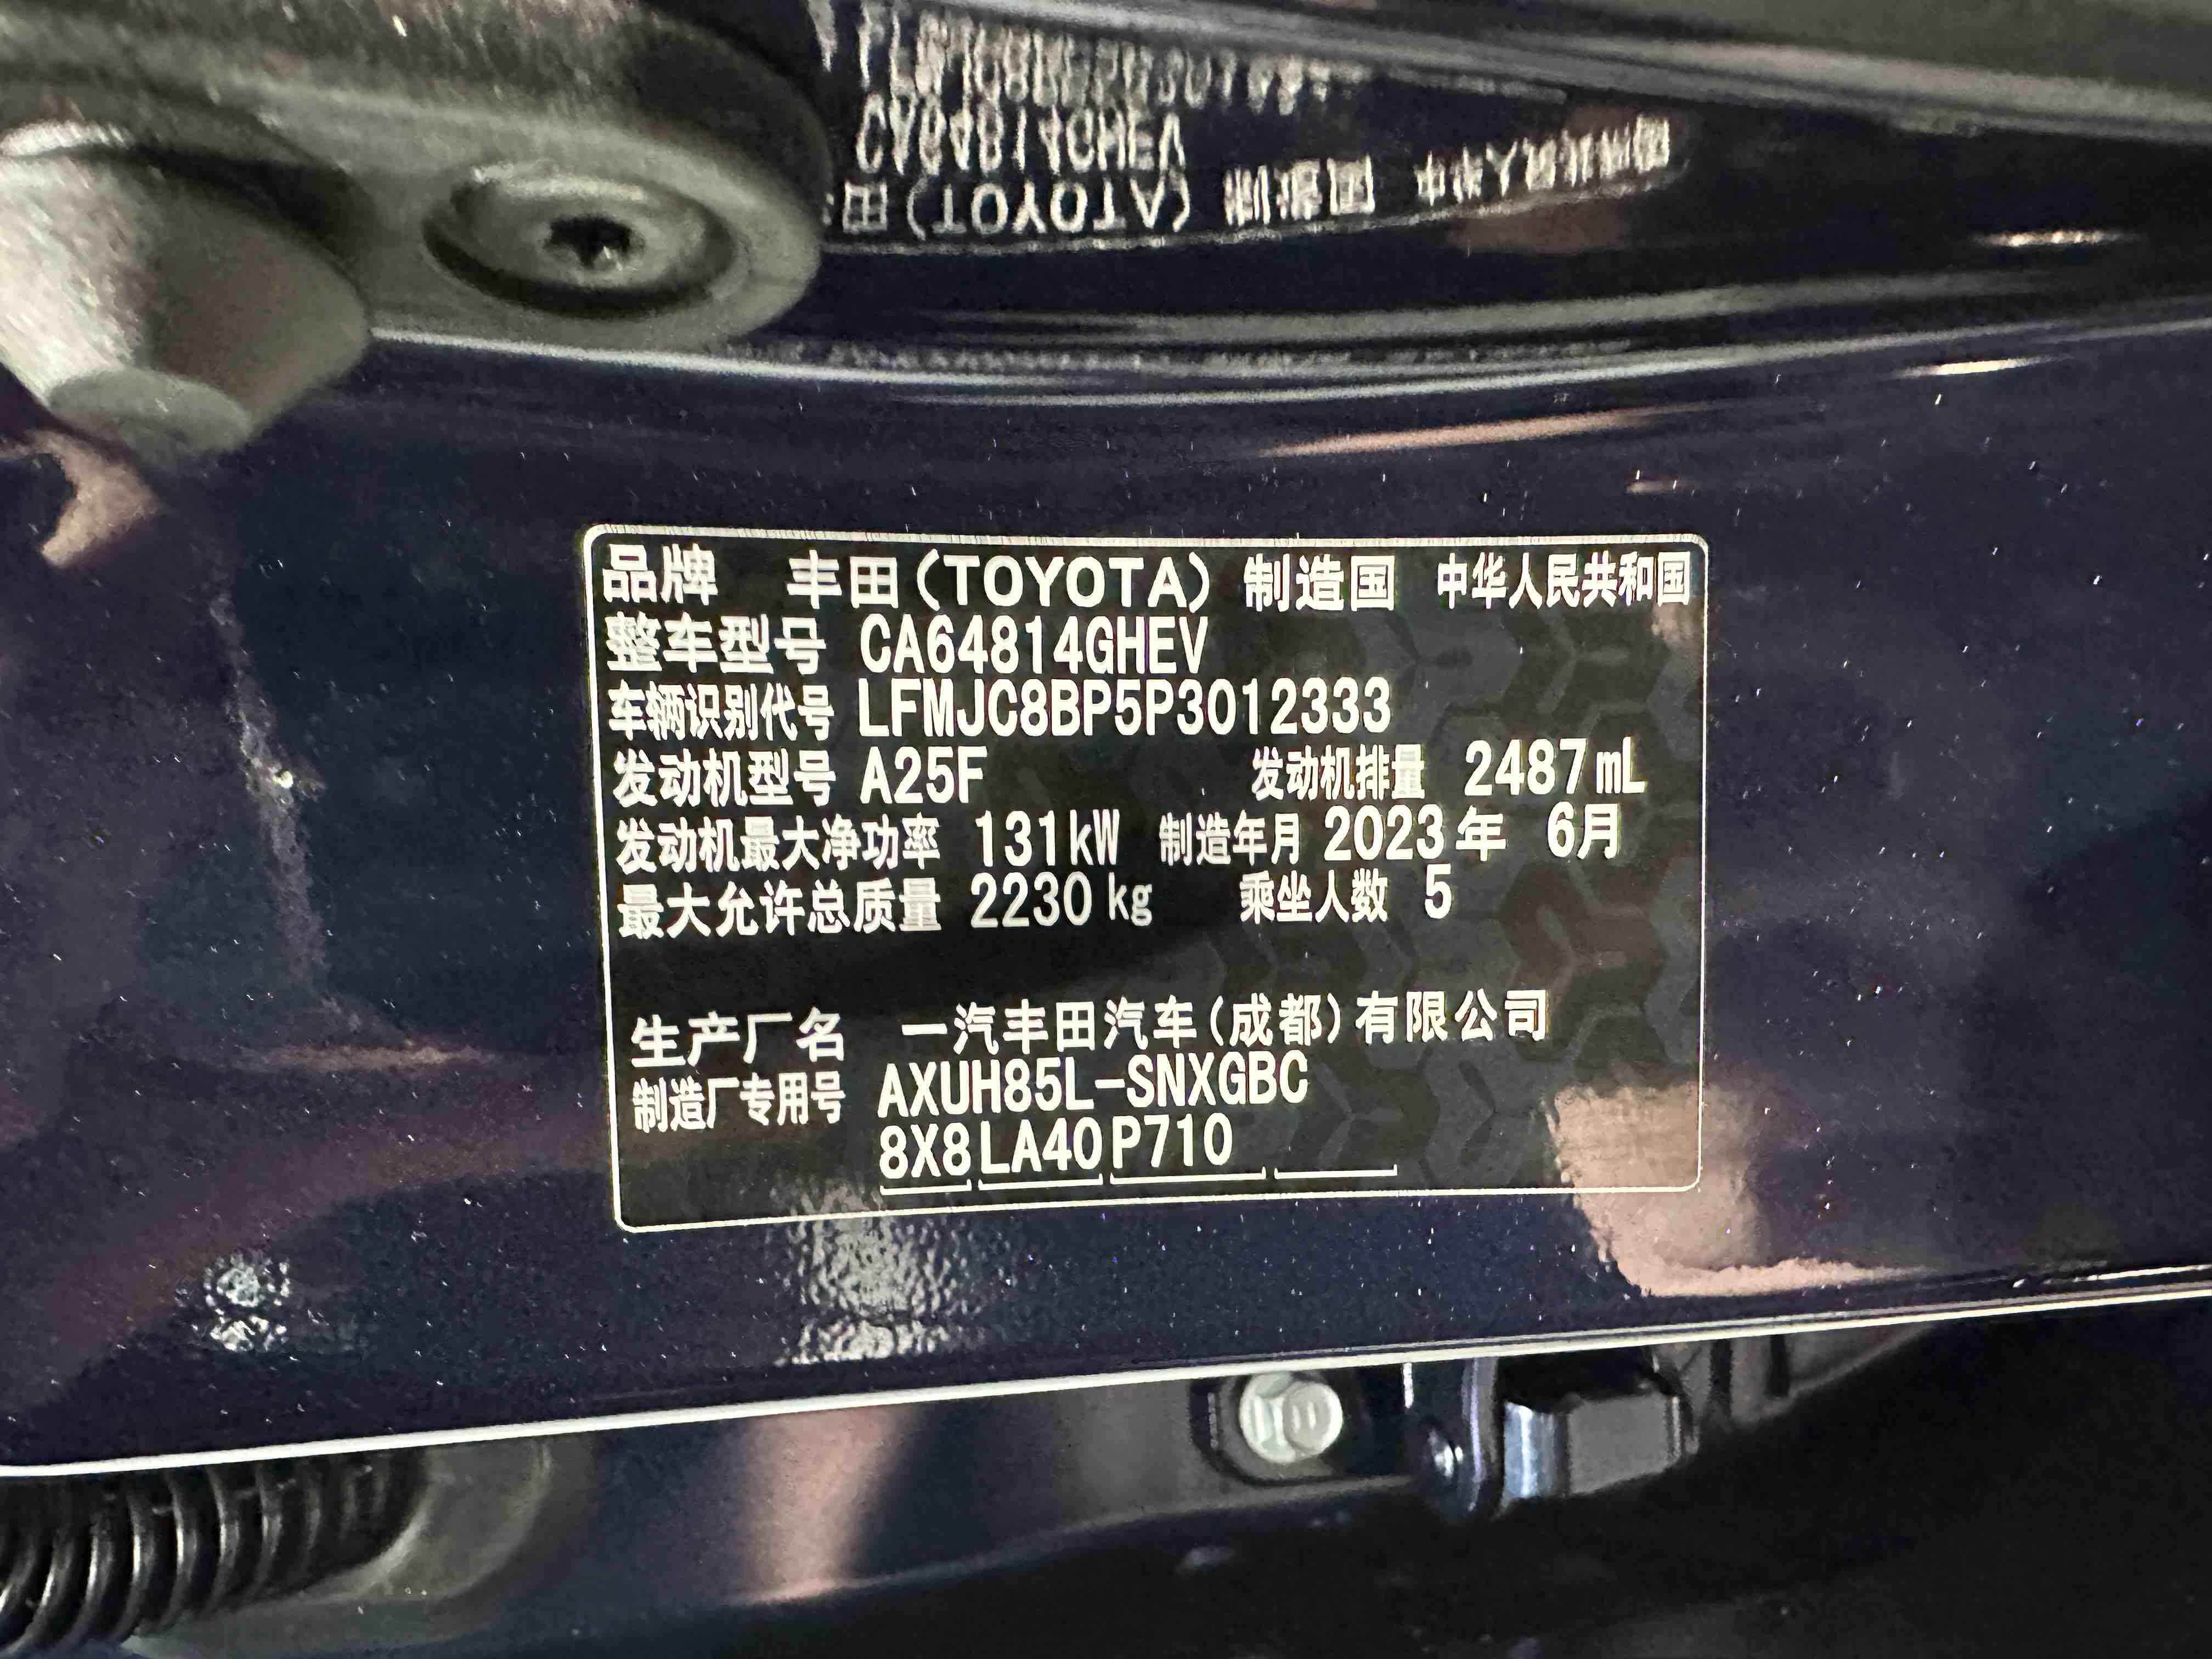 品牌 丰田(TOYOTA) 制造国 中华人民共和国
整车型号 CA64814GHEV
车辆识别代号 LFMJC8BP5P3012333
发动机型号 A25F 发动机排量 2487mL
发动机最大净功率 131kW 制造年月 2023年 6月
最大允许总质量 2230kg 乘坐人数 5
生产厂名 一汽丰田汽车(成都)有限公司
制造厂专用号 AXUH85L-SNXGBC
8X8 LA40 P710